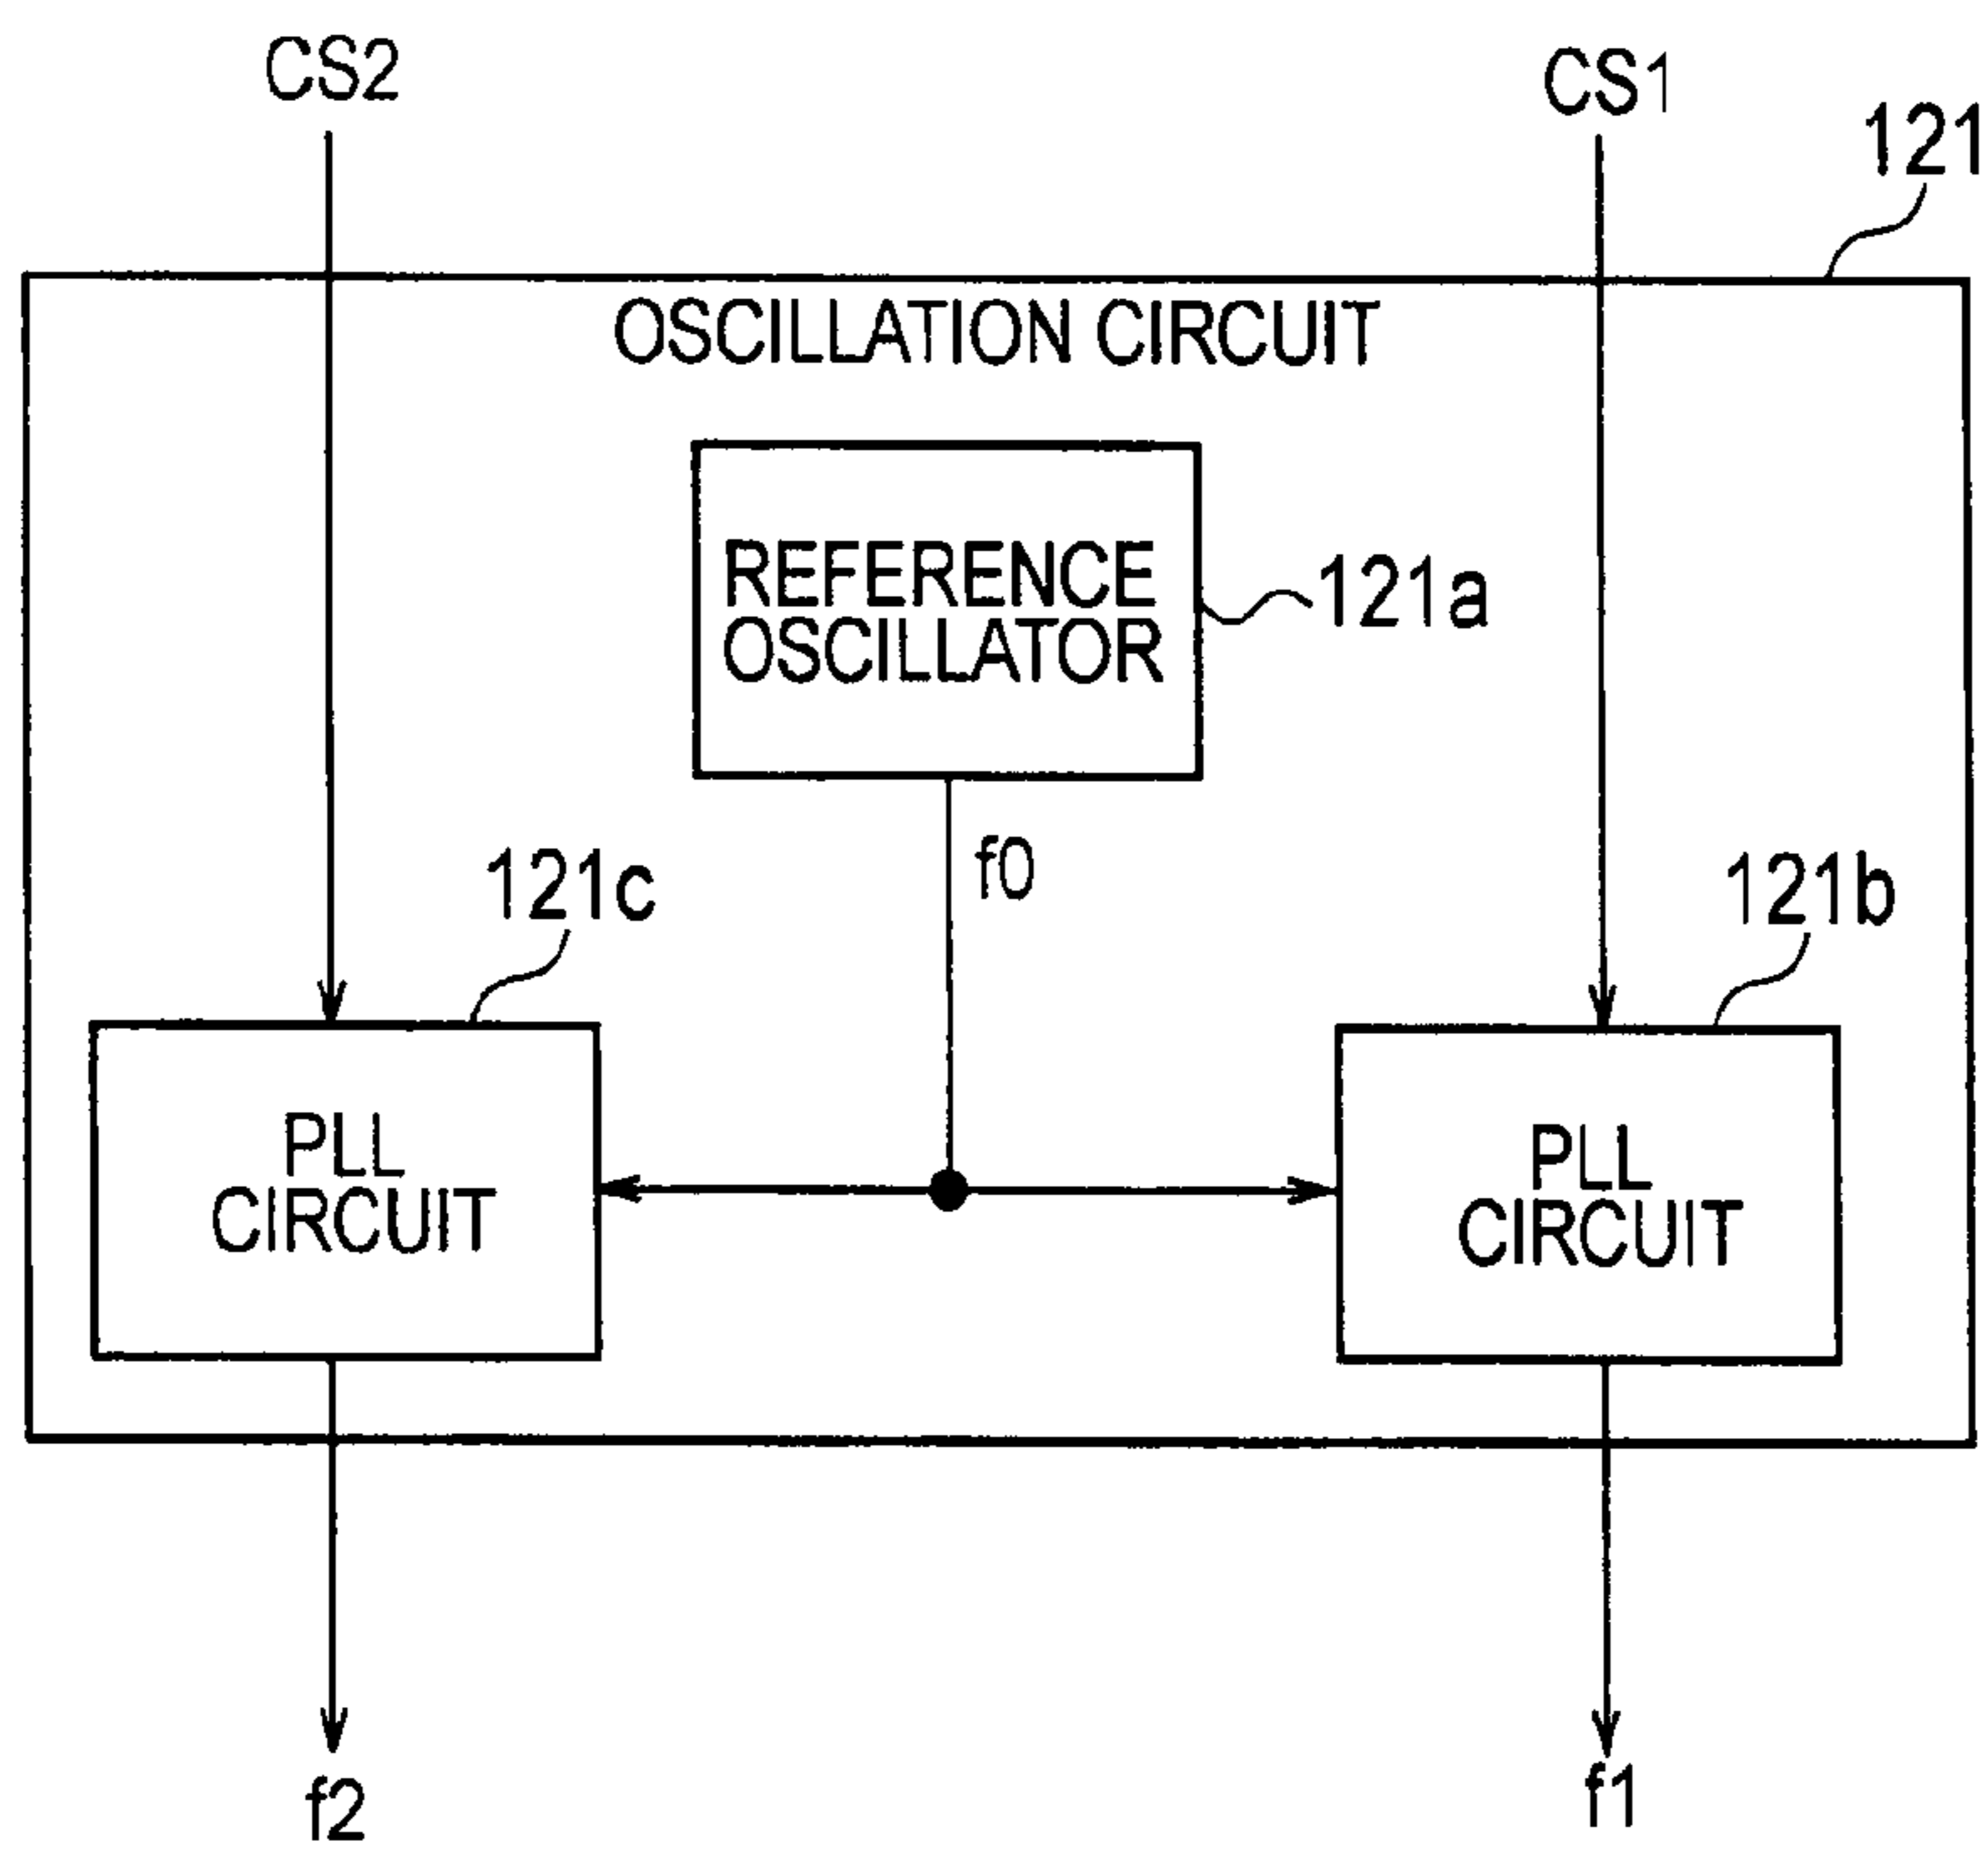 CS2
CS1
121
OSCILLATION CIRCUIT
REFERENCE
OSCILLATOR
121a
f0
121c
121b
PLL
CIRCUIT
PLL
CIRCUIT
f2
f1